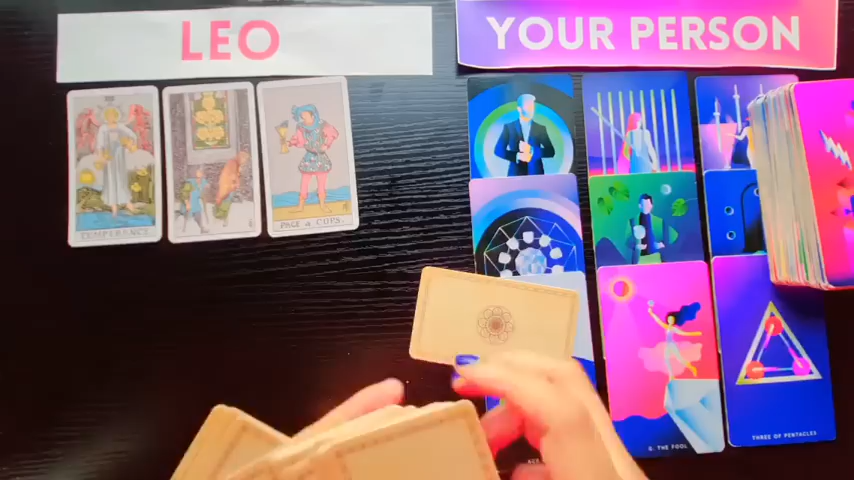 LEO
YOUR PERSON
TEMPERANCE.
PAGE of CUPS.
0. THE FOOL
THREE OF PENTACLES